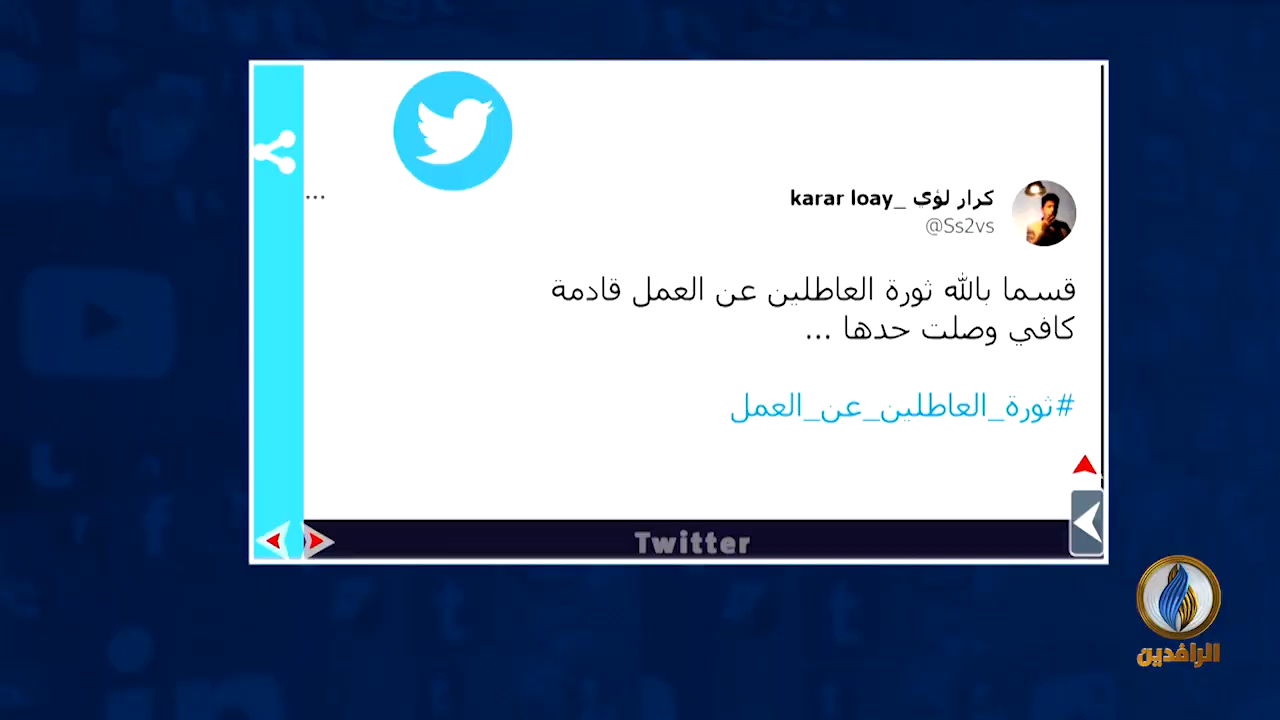 كرار لؤي _karar loay
@Ss2vs
...
قسما بالله ثورة العاطلين عن العمل قادمة
كافي وصلت حدها ...
#ثورة_العاطلين_عن_العمل
Twitter
الرافدين